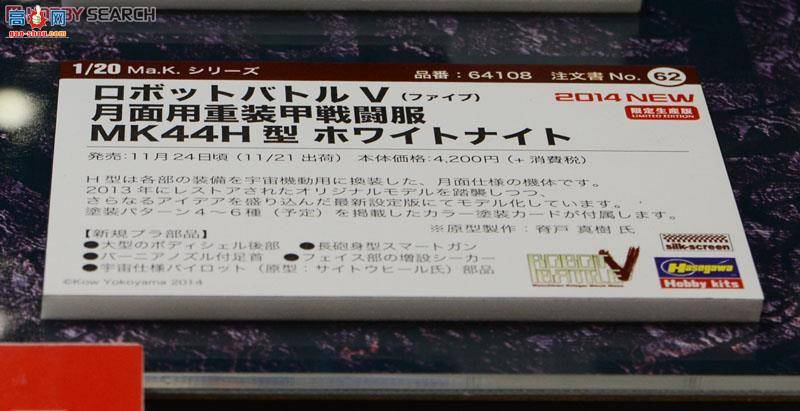 HOBBY SEARCH
高手网
gao-shou.com
1/20 Ma.K. シリーズ 品番：64108 注文書 No. 62
ロボットバトル V (ファイブ) 2014 NEW
月面用重装甲戦闘服 限定生産版
LIMITED EDITION
MK44H 型 ホワイトナイト
発売：11月24日頃（11/21 出荷） 本体価格：4,200円（+ 消費税）
H 型は各部の装備を宇宙機動用に換装した、月面仕様の機体です。
2013 年にレストアされたオリジナルモデルを踏襲しつつ、
さらなるアイデアを盛り込んだ最新設定版にてモデル化しています。
塗装パターン4～6種（予定）を掲載したカラー塗装カードが付属します。
※原型製作：脊戸 真樹 氏
【新規プラ部品】
●大型のボディシェル後部 ●長砲身型スマートガン
●バーニアノズル付足首 ●フェイス部の増設シーカー
●宇宙仕様パイロット（原型：サイトウヒール氏）部品
©Kow Yokoyama 2014
ROBOT
BATTLE V
silk-screen
Hasegawa
Hobby kits